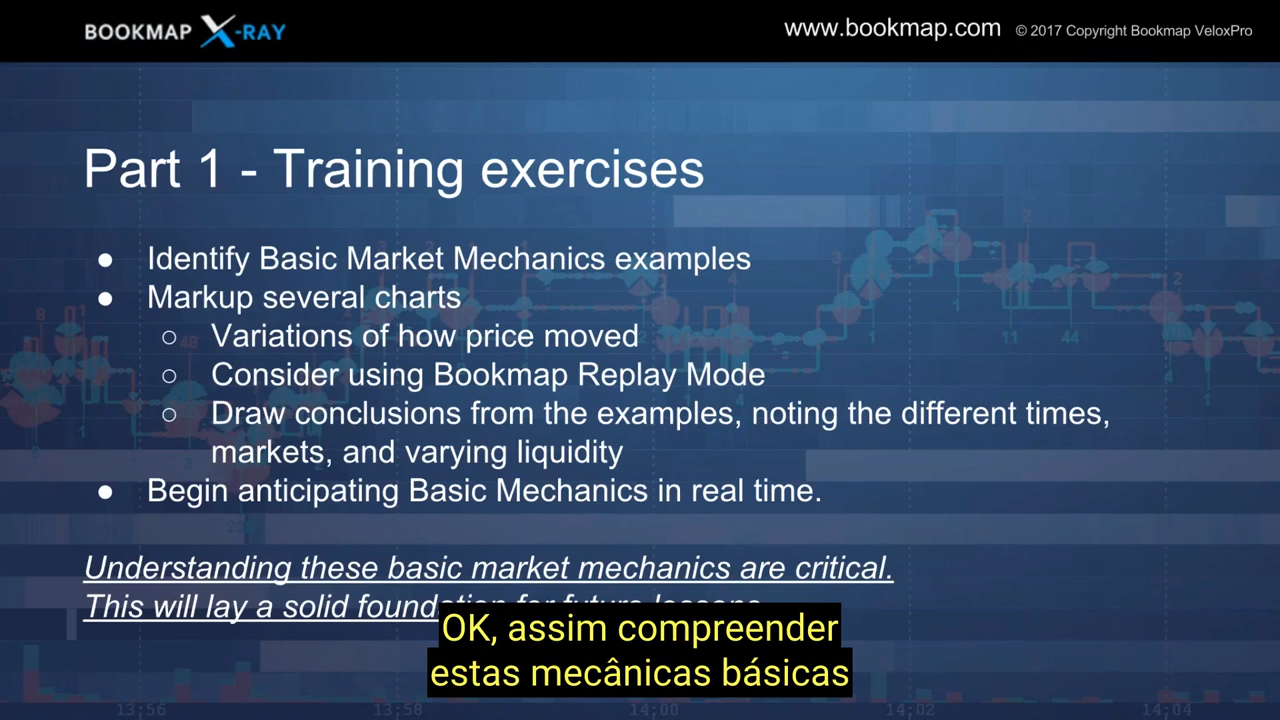 BOOKMAP X-RAY
www.bookmap.com © 2017 Copyright Bookmap VeloxPro
Part 1 - Training exercises
● Identify Basic Market Mechanics examples
● Markup several charts
○ Variations of how price moved
○ Consider using Bookmap Replay Mode
○ Draw conclusions from the examples, noting the different times,
markets, and varying liquidity
● Begin anticipating Basic Mechanics in real time.
Understanding these basic market mechanics are critical.
This will lay a solid foundation for future lessons.
OK, assim compreender
estas mecânicas básicas
13:56 13:58 14:00 14:02 14:04